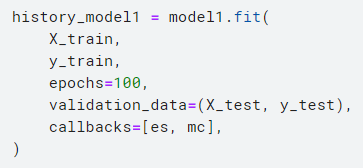 history_model1 = model1.fit(
    X_train,
    y_train,
    epochs=100,
    validation_data=(X_test, y_test),
    callbacks=[es, mc],
)